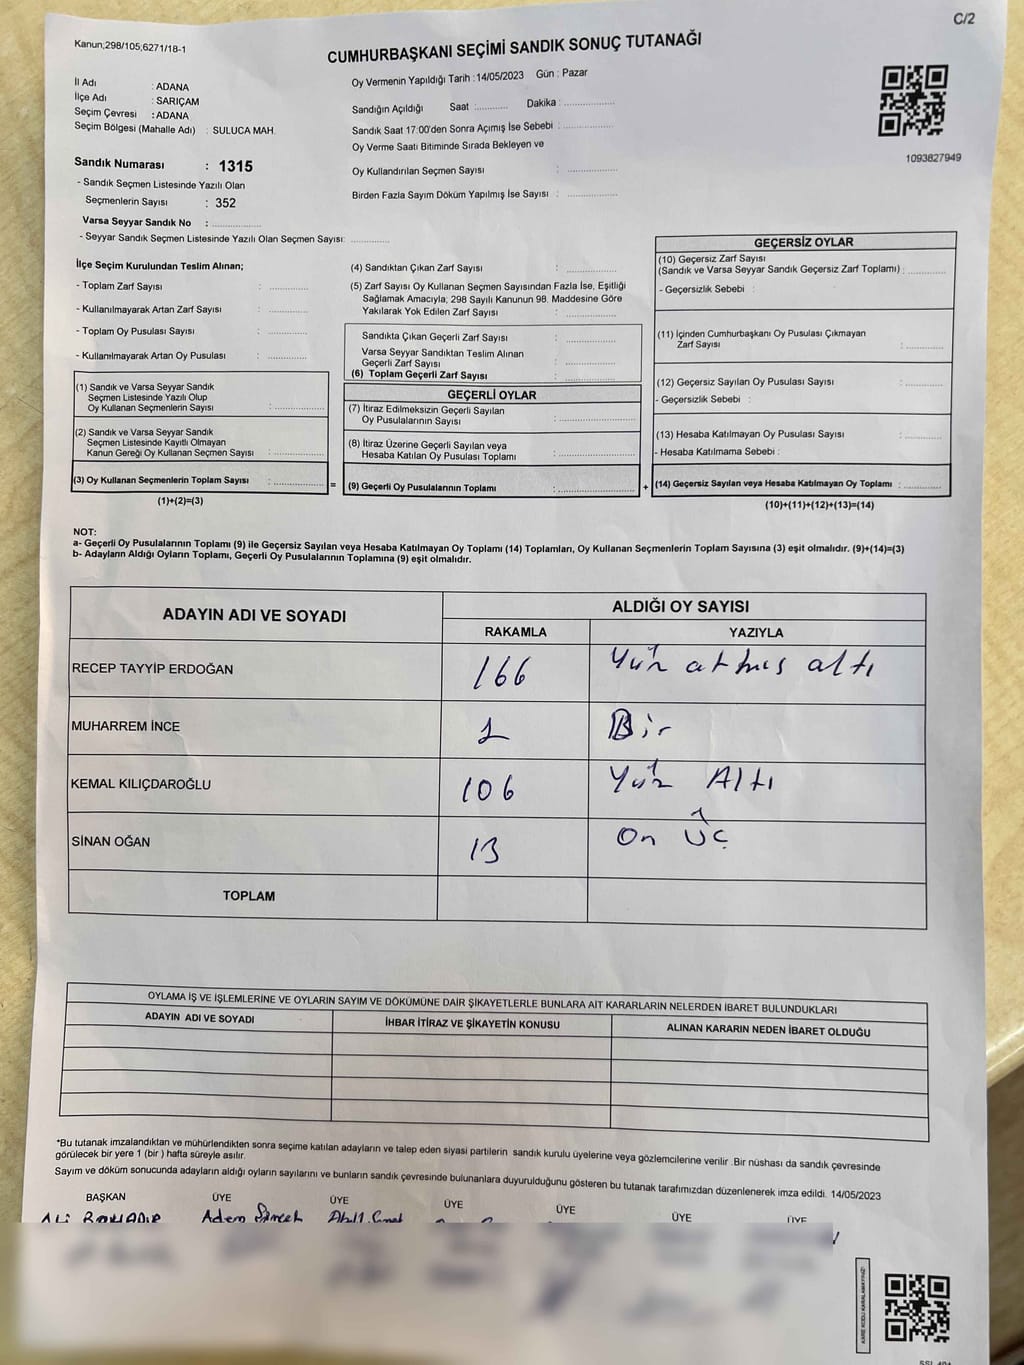 C/2
Kanun;298/105;6271/18-1
CUMHURBAŞKANI SEÇİMİ SANDIK SONUÇ TUTANAĞI
İl Adı : ADANA
İlçe Adı : SARIÇAM
Seçim Çevresi : ADANA
Seçim Bölgesi (Mahalle Adı) : SULUCA MAH.
Sandık Numarası : 1315
- Sandık Seçmen Listesinde Yazılı Olan
Seçmenlerin Sayısı : 352
Varsa Seyyar Sandık No : ....................
- Seyyar Sandık Seçmen Listesinde Yazılı Olan Seçmen Sayısı: ...............
Oy Vermenin Yapıldığı Tarih : 14/05/2023 Gün : Pazar
Sandığın Açıldığı Saat :............ Dakika : ....................
Sandık Saat 17:00'den Sonra Açımış İse Sebebi : ....................
Oy Verme Saati Bitiminde Sırada Bekleyen ve
Oy Kullandırılan Seçmen Sayısı : ....................
Birden Fazla Sayım Döküm Yapılmış İse Sayısı : ....................
1093827949
İlçe Seçim Kurulundan Teslim Alınan;
- Toplam Zarf Sayısı : ...............
- Kullanılmayarak Artan Zarf Sayısı : ...............
- Toplam Oy Pusulası Sayısı : ...............
- Kullanılmayarak Artan Oy Pusulası : ...............
(1) Sandık ve Varsa Seyyar Sandık
Seçmen Listesinde Yazılı Olup
Oy Kullanan Seçmenlerin Sayısı : ....................
(2) Sandık ve Varsa Seyyar Sandık
Seçmen Listesinde Kayıtlı Olmayan
Kanun Gereği Oy Kullanan Seçmen Sayısı : ....................
(3) Oy Kullanan Seçmenlerin Toplam Sayısı : ....................
(1)+(2)=(3)
=
(4) Sandıktan Çıkan Zarf Sayısı : ....................
(5) Zarf Sayısı Oy Kullanan Seçmen Sayısından Fazla İse, Eşitliği
Sağlamak Amacıyla; 298 Sayılı Kanunun 98. Maddesine Göre
Yakılarak Yok Edilen Zarf Sayısı : ....................
Sandıkta Çıkan Geçerli Zarf Sayısı : ....................
Varsa Seyyar Sandıktan Teslim Alınan
Geçerli Zarf Sayısı : ....................
(6) Toplam Geçerli Zarf Sayısı : ....................
GEÇERLİ OYLAR
(7) İtiraz Edilmeksizin Geçerli Sayılan
Oy Pusulalarının Sayısı : ....................
(8) İtiraz Üzerine Geçerli Sayılan veya
Hesaba Katılan Oy Pusulası Toplamı : ....................
(9) Geçerli Oy Pusulalarının Toplamı : ....................
+
GEÇERSİZ OYLAR
(10) Geçersiz Zarf Sayısı
(Sandık ve Varsa Seyyar Sandık Geçersiz Zarf Toplamı) : ...............
- Geçersizlik Sebebi :
(11) İçinden Cumhurbaşkanı Oy Pusulası Çıkmayan
Zarf Sayısı : ...............
(12) Geçersiz Sayılan Oy Pusulası Sayısı : ...............
- Geçersizlik Sebebi :
(13) Hesaba Katılmayan Oy Pusulası Sayısı : ...............
- Hesaba Katılmama Sebebi :
(14) Geçersiz Sayılan veya Hesaba Katılmayan Oy Toplamı : ...............
(10)+(11)+(12)+(13)=(14)
NOT:
a- Geçerli Oy Pusulalarının Toplamı (9) ile Geçersiz Sayılan veya Hesaba Katılmayan Oy Toplamı (14) Toplamları, Oy Kullanan Seçmenlerin Toplam Sayısına (3) eşit olmalıdır. (9)+(14)=(3)
b- Adayların Aldığı Oyların Toplamı, Geçerli Oy Pusulalarının Toplamına (9) eşit olmalıdır.
ADAYIN ADI VE SOYADI ALDIĞI OY SAYISI
RAKAMLA YAZIYLA
RECEP TAYYİP ERDOĞAN 166 Yüz atmış altı
MUHARREM İNCE 1 Bir
KEMAL KILIÇDAROĞLU 106 Yüz Altı
SİNAN OĞAN 13 On Üç
TOPLAM
OYLAMA İŞ VE İŞLEMLERİNE VE OYLARIN SAYIM VE DÖKÜMÜNE DAİR ŞİKAYETLERLE BUNLARA AİT KARARLARIN NELERDEN İBARET BULUNDUKLARI
ADAYIN ADI VE SOYADI İHBAR İTİRAZ VE ŞİKAYETİN KONUSU ALINAN KARARIN NEDEN İBARET OLDUĞU
*Bu tutanak imzalandıktan ve mühürlendikten sonra seçime katılan adayların ve talep eden siyasi partilerin sandık kurulu üyelerine veya gözlemcilerine verilir .Bir nüshası da sandık çevresinde
görülecek bir yere 1 (bir ) hafta süreyle asılır.
Sayım ve döküm sonucunda adayların aldığı oyların sayılarını ve bunların sandık çevresinde bulunanlara duyurulduğunu gösteren bu tutanak tarafımızdan düzenlenerek imza edildi. 14/05/2023
BAŞKAN ÜYE ÜYE ÜYE ÜYE ÜYE ÜYE
ALİ Adem
KARE KODU KARALAMAYINIZ!